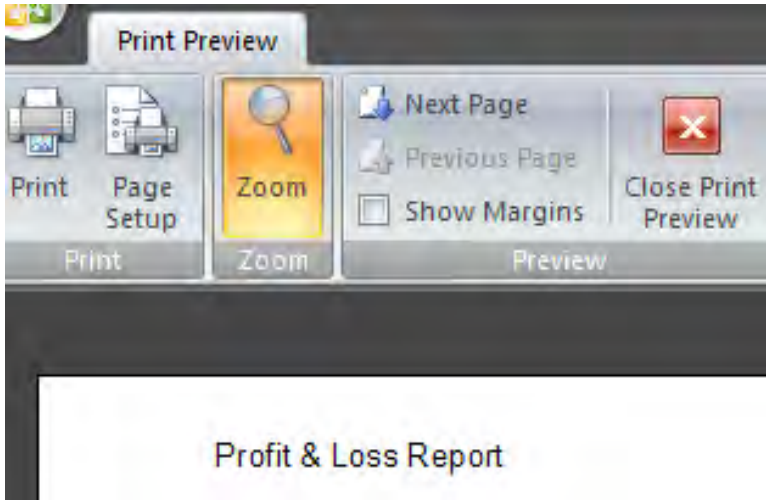 Print Preview
Print
Page
Setup
Zoom
Next Page
Previous Page
Show Margins
Close Print
Preview
Print
Zoom
Preview
Profit & Loss Report